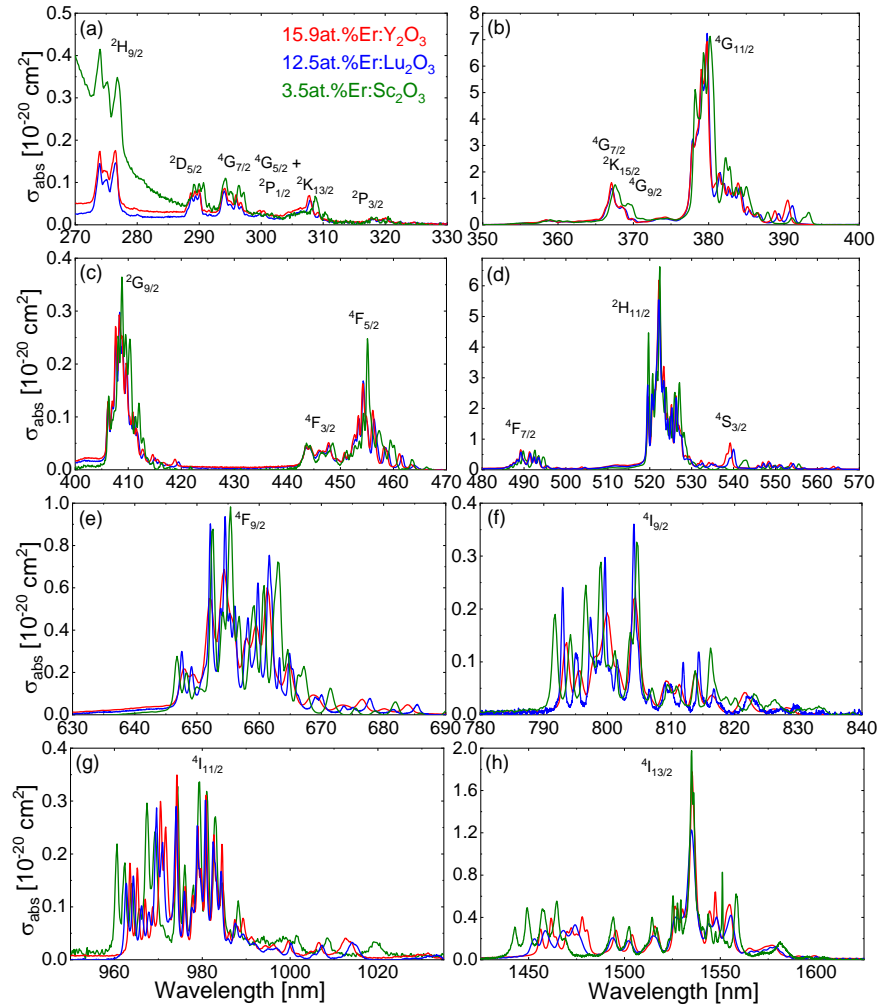 (a)
²H₉/₂
15.9at.%Er:Y₂O₃
12.5at.%Er:Lu₂O₃
3.5at.%Er:Sc₂O₃
²D₅/₂
⁴G₇/₂
⁴G₅/₂ +
²P₁/₂
²K₁₃/₂
²P₃/₂
0.5
0.4
0.3
0.2
0.1
0.0
270 280 290 300 310 320 330
σabs [10⁻²⁰ cm²]
(b)
⁴G₁₁/₂
⁴G₇/₂
²K₁₅/₂
⁴G₉/₂
8
7
6
5
4
3
2
1
0
350 360 370 380 390 400
(c)
²G₉/₂
⁴F₅/₂
⁴F₃/₂
0.4
0.3
0.2
0.1
0.0
400 410 420 430 440 450 460 470
σabs [10⁻²⁰ cm²]
(d)
²H₁₁/₂
⁴F₇/₂
⁴S₃/₂
7
6
5
4
3
2
1
0
480 490 500 510 520 530 540 550 560 570
(e)
⁴F₉/₂
1.0
0.8
0.6
0.4
0.2
0.0
630 640 650 660 670 680 690
σabs [10⁻²⁰ cm²]
(f)
⁴I₉/₂
0.4
0.3
0.2
0.1
0.0
780 790 800 810 820 830 840
(g)
⁴I₁₁/₂
0.4
0.3
0.2
0.1
0.0
960 980 1000 1020
σabs [10⁻²⁰ cm²]
Wavelength [nm]
(h)
⁴I₁₃/₂
2.0
1.6
1.2
0.8
0.4
0.0
1450 1500 1550 1600
Wavelength [nm]